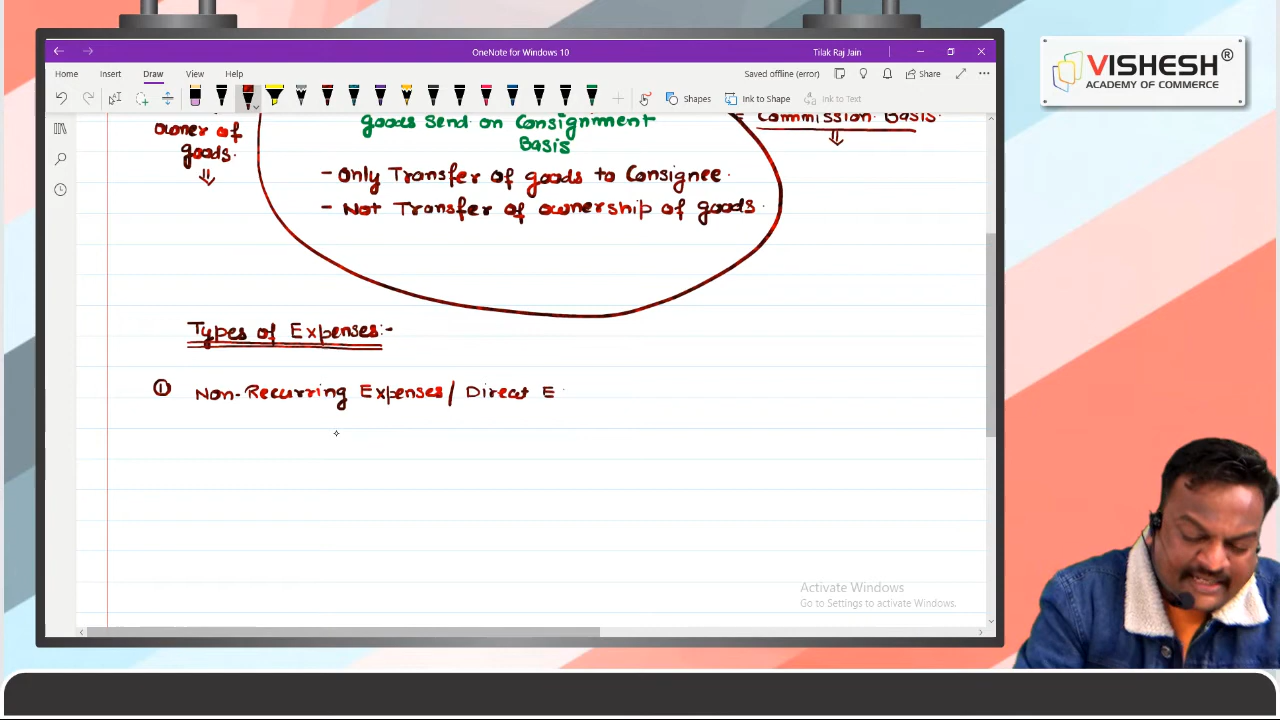 OneNote for Windows 10
Tilak Raj Jain
Home Insert Draw View Help
Saved offline (error)
Share
Shapes
Ink to Shape
Ink to Text
VISHESH®
ACADEMY OF COMMERCE
owner of
goods.
goods Send on Consignment
Basis
Commission Basis.
- Only Transfer of goods to Consignee.
- Not Transfer of ownership of goods.
Types of Expenses:-
① Non-Recurring Expenses / Direct E
Activate Windows
Go to Settings to activate Windows.